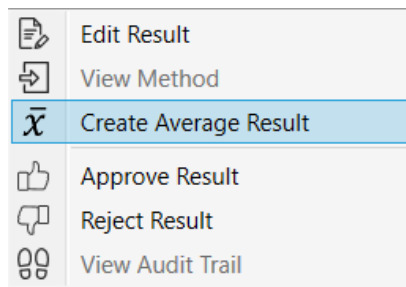 Edit Result
View Method
x̄ Create Average Result
Approve Result
Reject Result
View Audit Trail